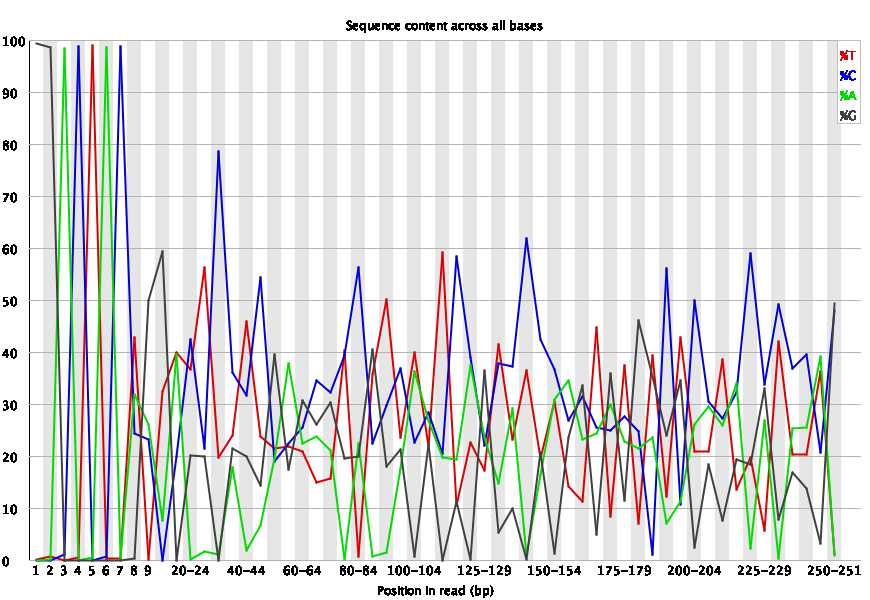 Sequence content across all bases
100
90
80
70
60
50
40
30
20
10
0
%T
%C
%A
%G
1 2 3 4 5 6 7 8 9 20-24 40-44 60-64 80-84 100-104 125-129 150-154 175-179 200-204 225-229 250-251
Position in read (bp)